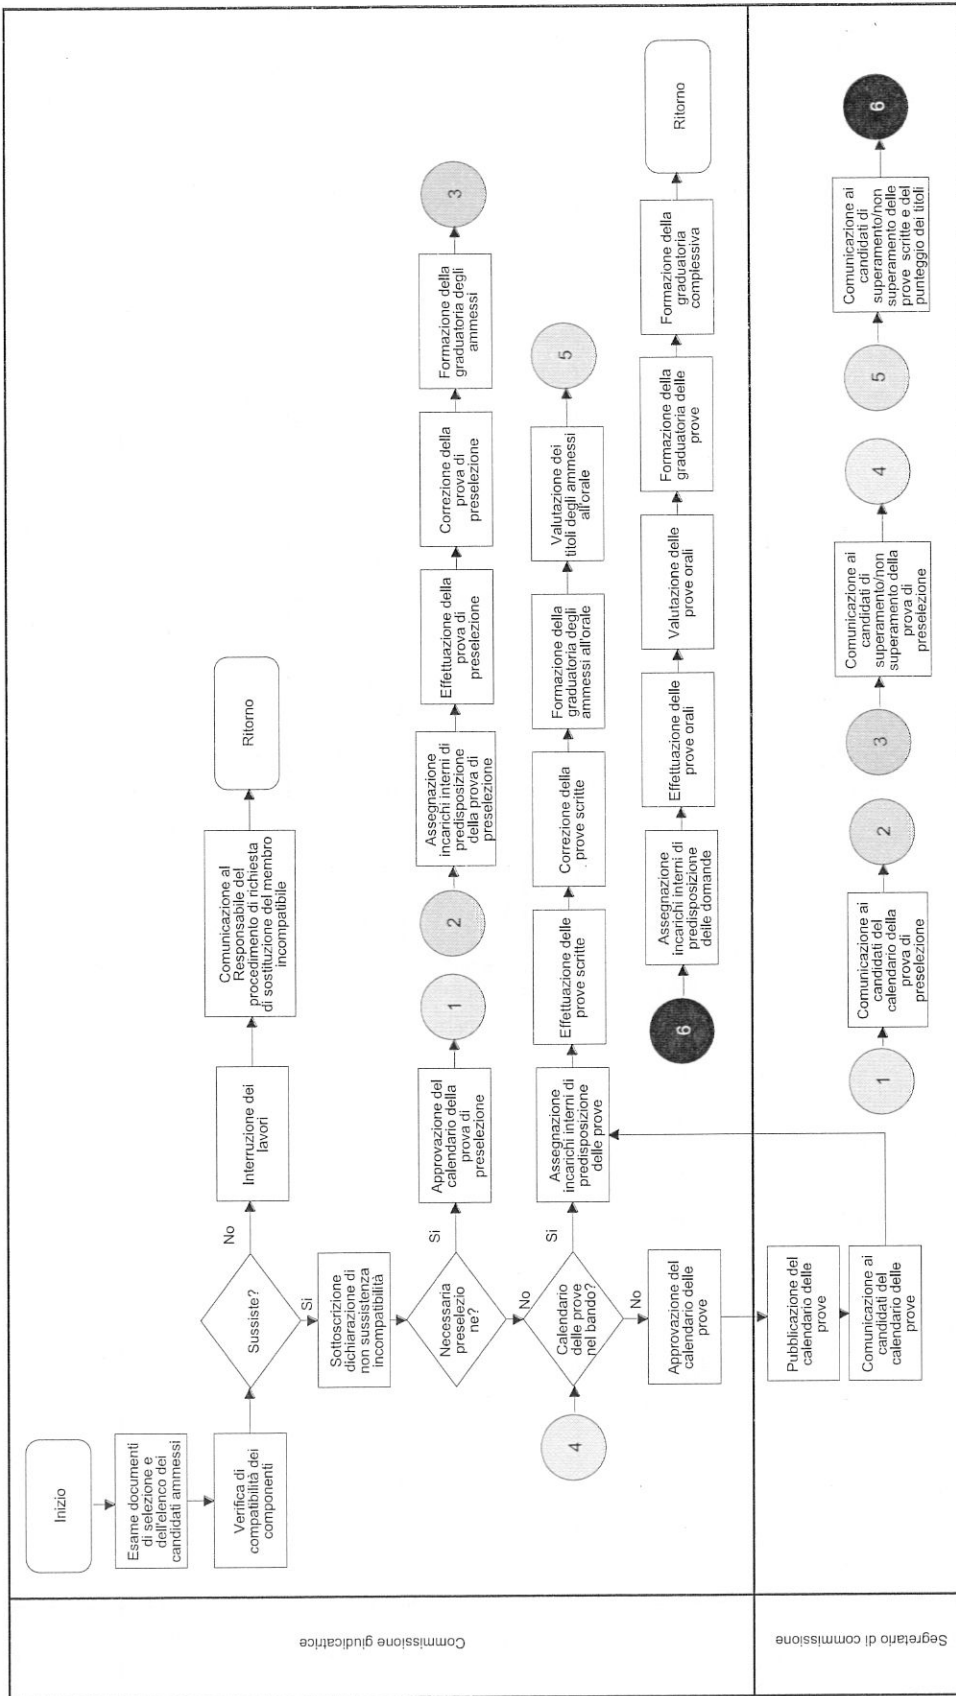 Commissione giudicatrice
Inizio
Esame documenti
di selezione e
dell'elenco dei
candidati ammessi
Verifica di
compatibilità dei
componenti
Sussiste?
No
Interruzione dei
lavori
Comunicazione al
Responsabile del
procedimento di richiesta
di sostituzione del membro
incompatibile
Ritorno
Si
Sottoscrizione
dichiarazione di
non sussistenza
incompatibilità
Necessaria
preselezio
ne?
Si
Approvazione del
calendario della
prova di
preselezione
1
2
Assegnazione
incarichi interni di
predisposizione
della prova di
preselezione
Effettuazione della
prova di
preselezione
Correzione della
prova di
preselezione
Formazione della
graduatoria degli
ammessi
3
No
4
Calendario
delle prove
nel bando?
Si
Assegnazione
incarichi interni di
predisposizione
delle prove
Effettuazione delle
prove scritte
Correzione della
prove scritte
Formazione della
graduatoria degli
ammessi all'orale
Valutazione dei
titoli degli ammessi
all'orale
5
No
Approvazione del
calendario delle
prove
6
Assegnazione
incarichi interni di
predisposizione
delle domande
Effettuazione delle
prove orali
Valutazione delle
prove orali
Formazione della
graduatoria delle
prove
Formazione della
graduatoria
complessiva
Ritorno
Segretario di commissione
Pubblicazione del
calendario delle
prove
Comunicazione ai
candidati del
calendario delle
prove
1
Comunicazione ai
candidati del
calendario della
prova di
preselezione
2
3
Comunicazione ai
candidati di
superamento/non
superamento della
prova di
preselezione
4
5
Comunicazione ai
candidati di
superamento/non
superamento delle
prove scritte e del
punteggio dei titoli
6